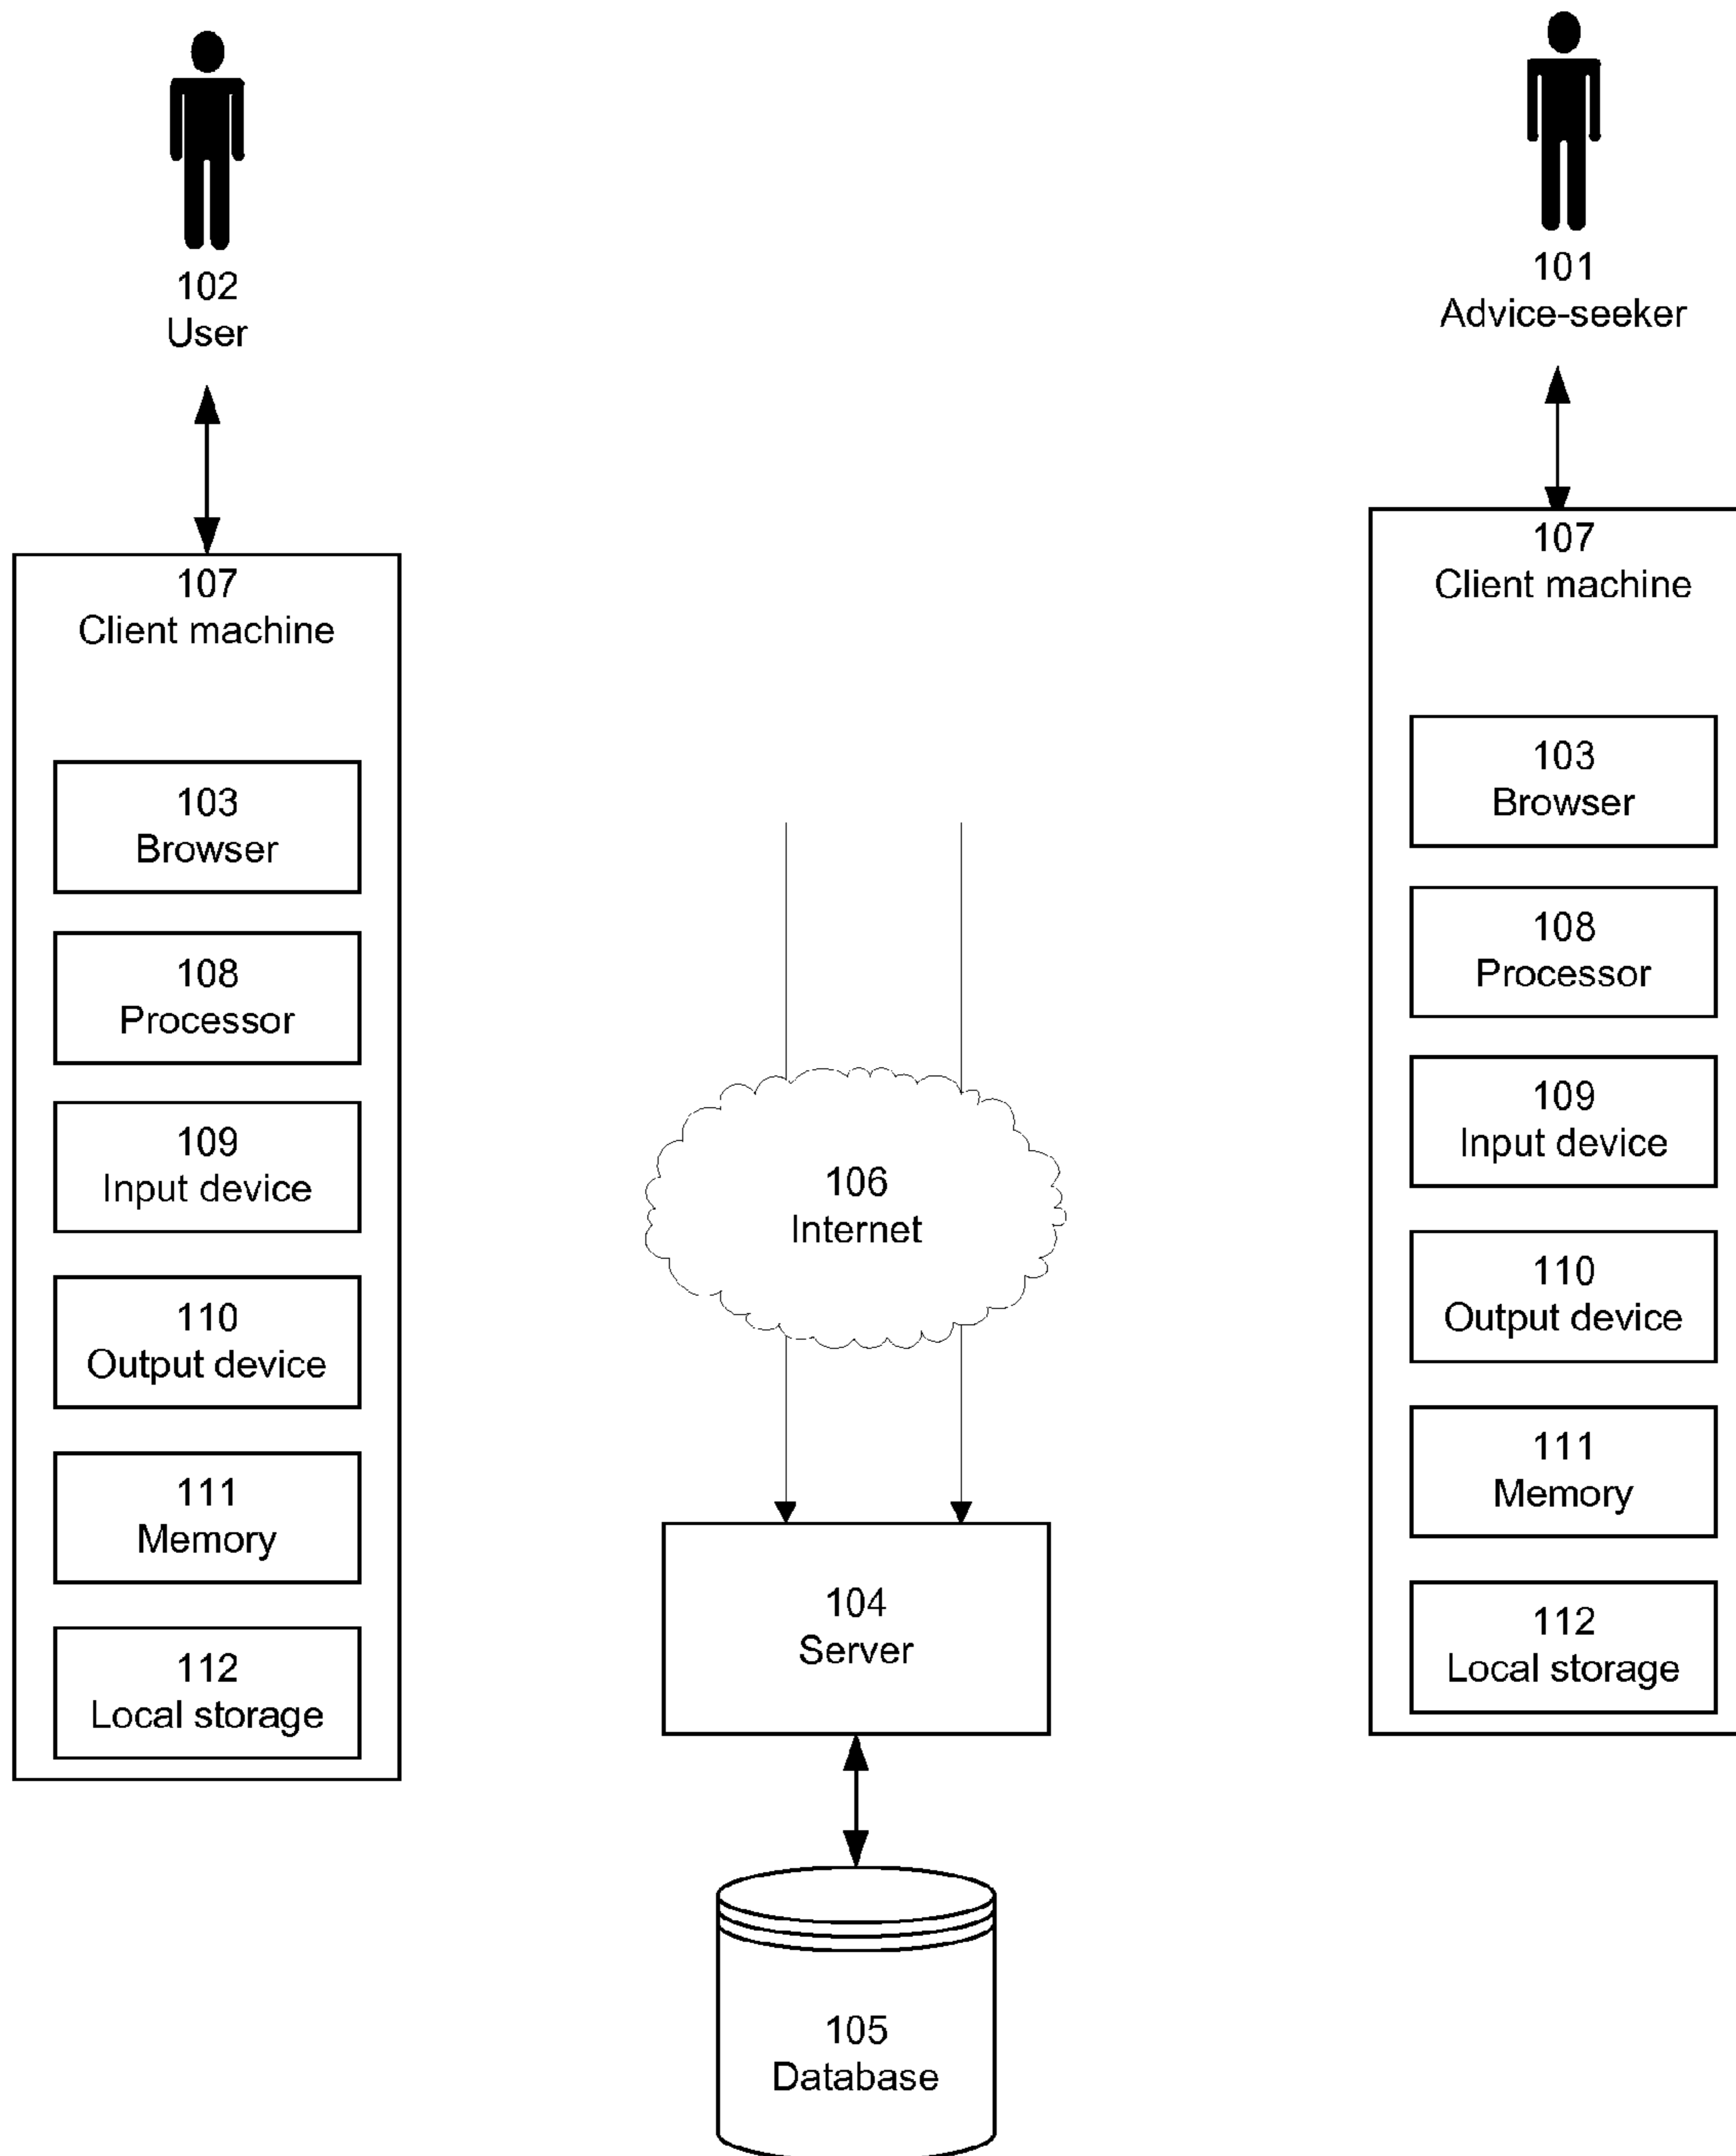 102
User
107
Client machine
103
Browser
108
Processor
109
Input device
110
Output device
111
Memory
112
Local storage
106
Internet
104
Server
105
Database
101
Advice-seeker
107
Client machine
103
Browser
108
Processor
109
Input device
110
Output device
111
Memory
112
Local storage